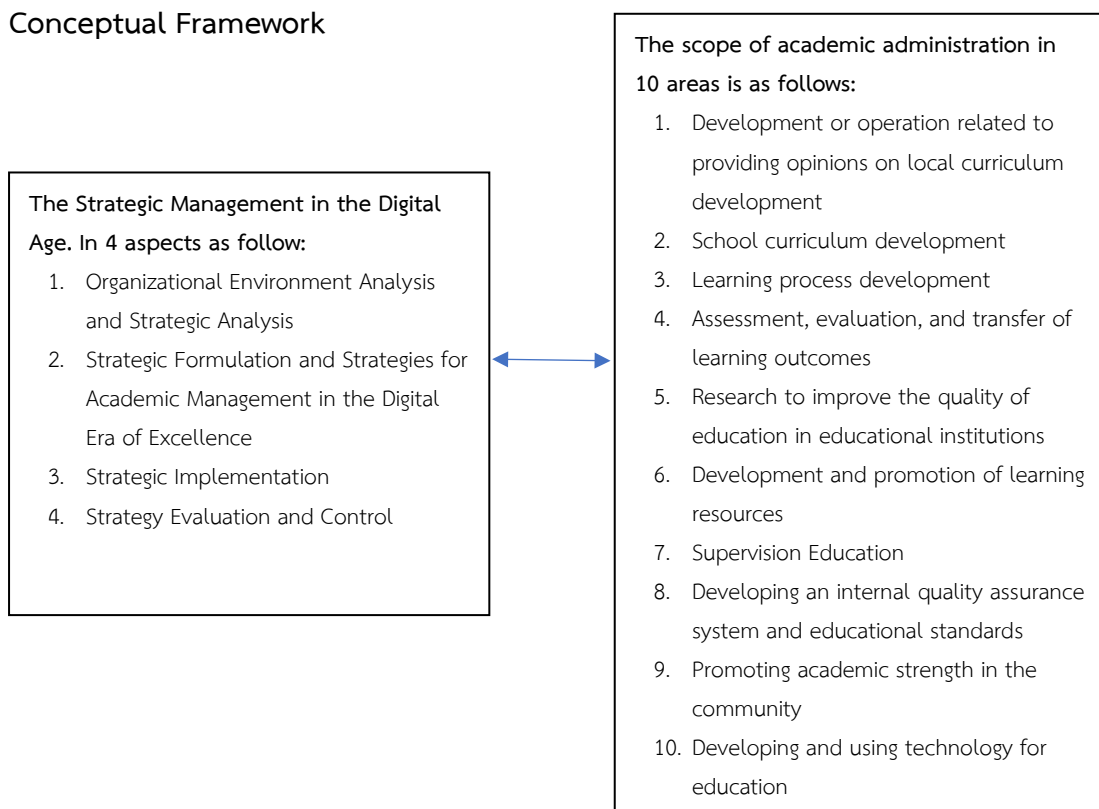 Conceptual Framework
The Strategic Management in the Digital
Age. In 4 aspects as follow:
1. Organizational Environment Analysis
and Strategic Analysis
2. Strategic Formulation and Strategies for
Academic Management in the Digital
Era of Excellence
3. Strategic Implementation
4. Strategy Evaluation and Control
The scope of academic administration in
10 areas is as follows:
1. Development or operation related to
providing opinions on local curriculum
development
2. School curriculum development
3. Learning process development
4. Assessment, evaluation, and transfer of
learning outcomes
5. Research to improve the quality of
education in educational institutions
6. Development and promotion of learning
resources
7. Supervision Education
8. Developing an internal quality assurance
system and educational standards
9. Promoting academic strength in the
community
10. Developing and using technology for
education